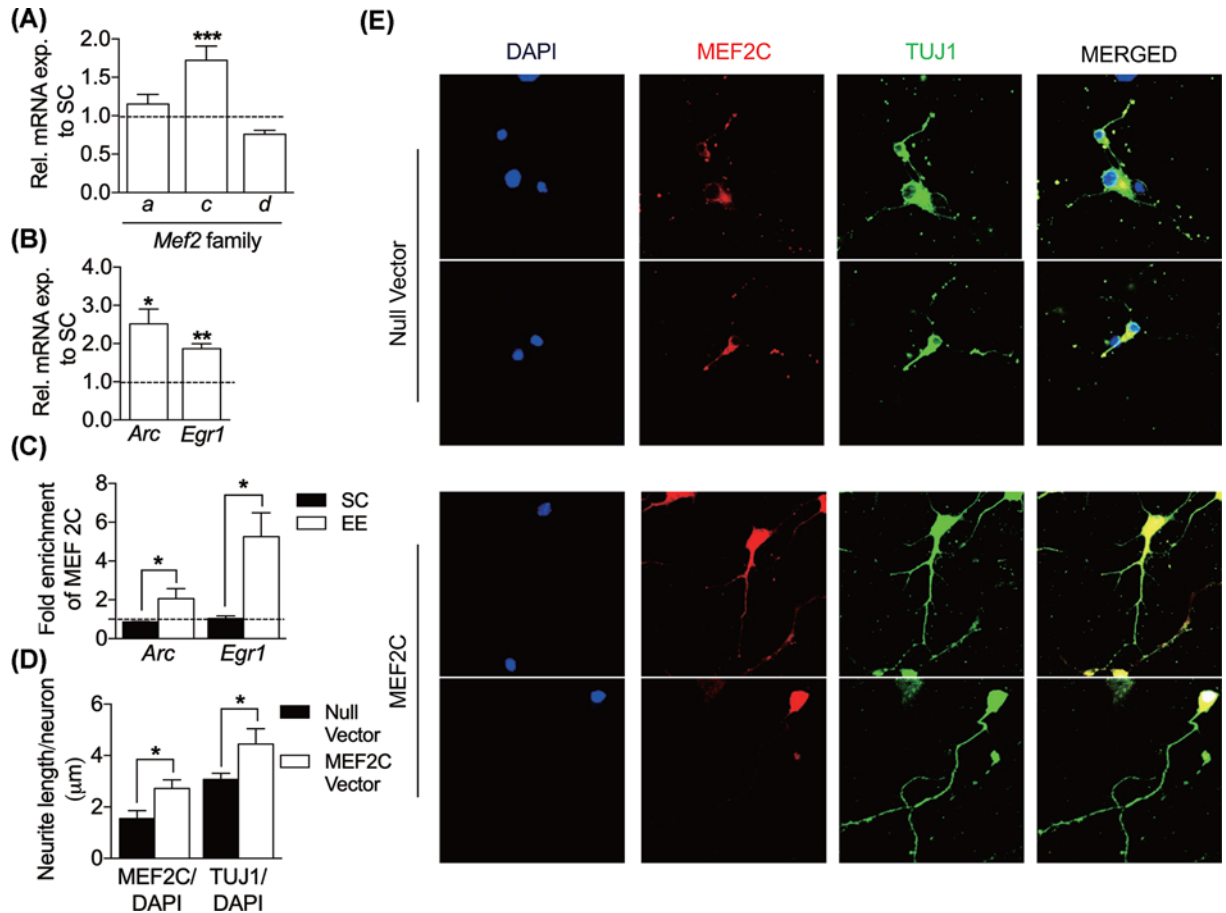 (A)
Rel. mRNA exp.
to SC
2.0
1.5
1.0
0.5
0.0
***
a c d
Mef2 family
(B)
Rel. mRNA exp.
to SC
4.0
3.0
2.0
1.0
0.0
* **
Arc Egr1
(C)
Fold enrichment
of MEF 2C
8
6
4
2
0
* *
SC
EE
Arc Egr1
(D)
Neurite length/neuron
(μm)
6
4
2
0
* *
Null
Vector
MEF2C
Vector
MEF2C/ TUJ1/
DAPI DAPI
(E)
DAPI MEF2C TUJ1 MERGED
Null Vector
MEF2C